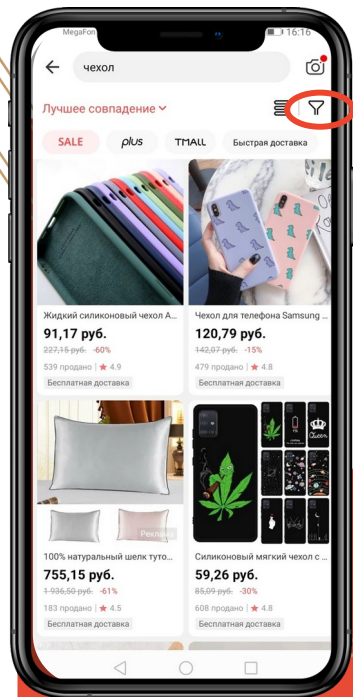 MegaFon
16:16
чехол
Лучшее совпадение
SALE
plus
TMALL
Быстрая доставка
Жидкий силиконовый чехол A...
91,17 руб.
227,15 руб. -60%
539 продано | ★ 4.9
Бесплатная доставка
Чехол для телефона Samsung ...
120,79 руб.
142,07 руб. -15%
479 продано | ★ 4.8
Бесплатная доставка
Реклама
100% натуральный шелк туто...
755,15 руб.
1 936,50 руб. -61%
183 продано | ★ 4.5
Бесплатная доставка
Queen
Силиконовый мягкий чехол с ...
59,26 руб.
85,09 руб. -30%
608 продано | ★ 4.8
Бесплатная доставка